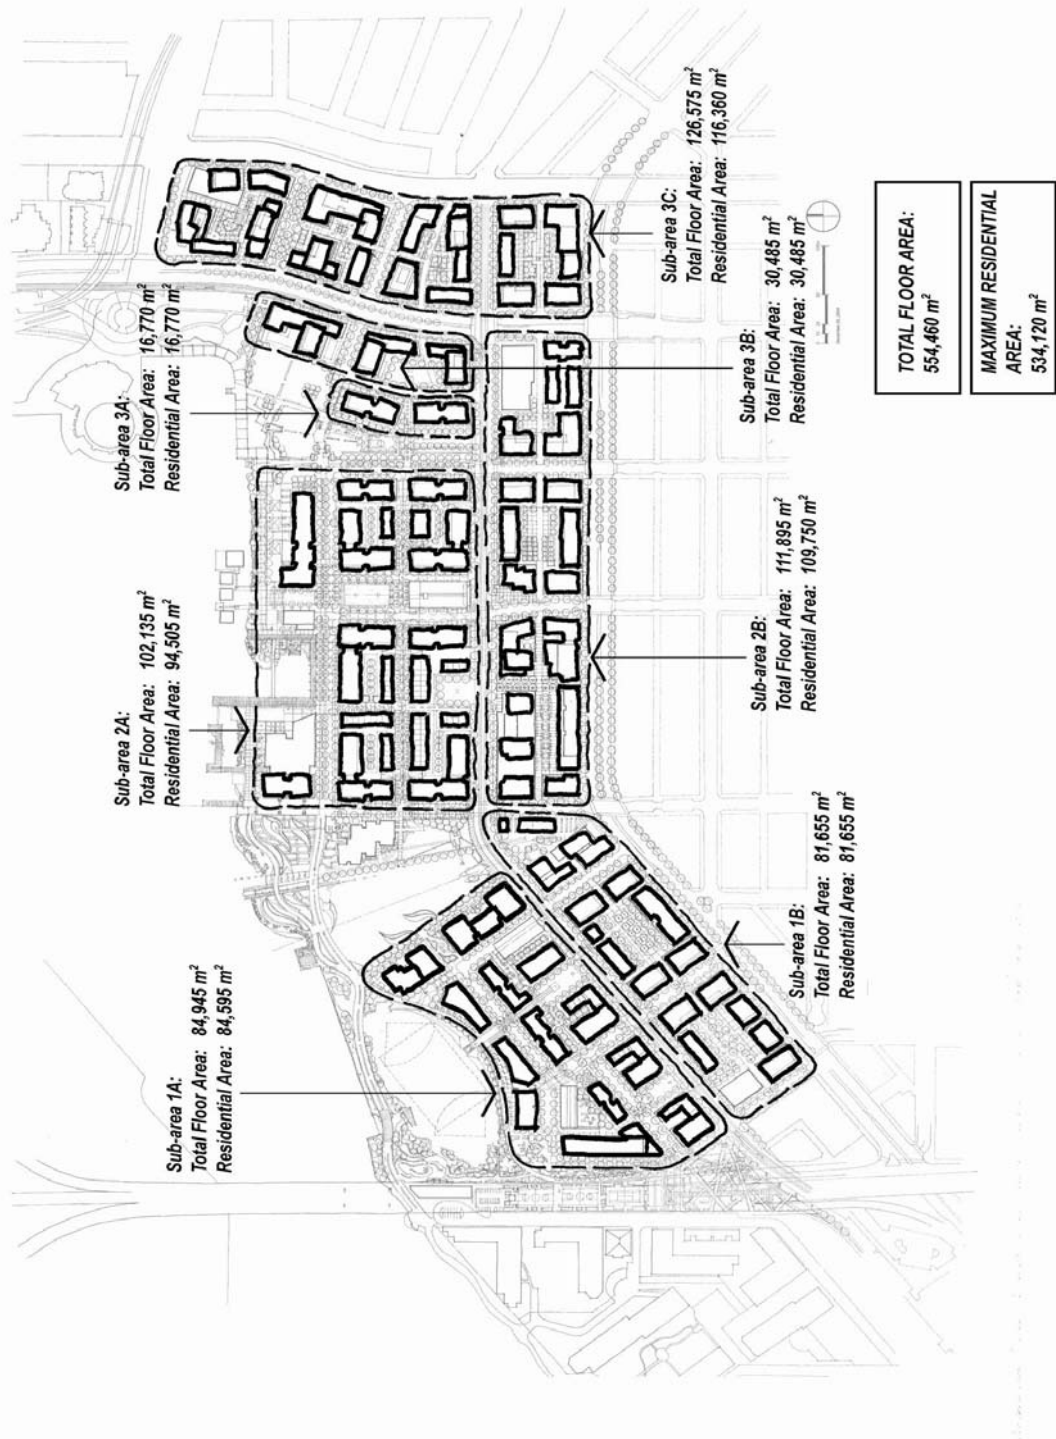 Sub-area 1A:
Total Floor Area: 84,945 m²
Residential Area: 84,595 m²
Sub-area 2A:
Total Floor Area: 102,135 m²
Residential Area: 94,505 m²
Sub-area 3A:
Total Floor Area: 16,770 m²
Residential Area: 16,770 m²
Sub-area 1B:
Total Floor Area: 81,655 m²
Residential Area: 81,655 m²
Sub-area 2B:
Total Floor Area: 111,895 m²
Residential Area: 109,750 m²
Sub-area 3B:
Total Floor Area: 30,485 m²
Residential Area: 30,485 m²
Sub-area 3C:
Total Floor Area: 126,575 m²
Residential Area: 116,360 m²
TOTAL FLOOR AREA:
554,460 m²
MAXIMUM RESIDENTIAL
AREA:
534,120 m²